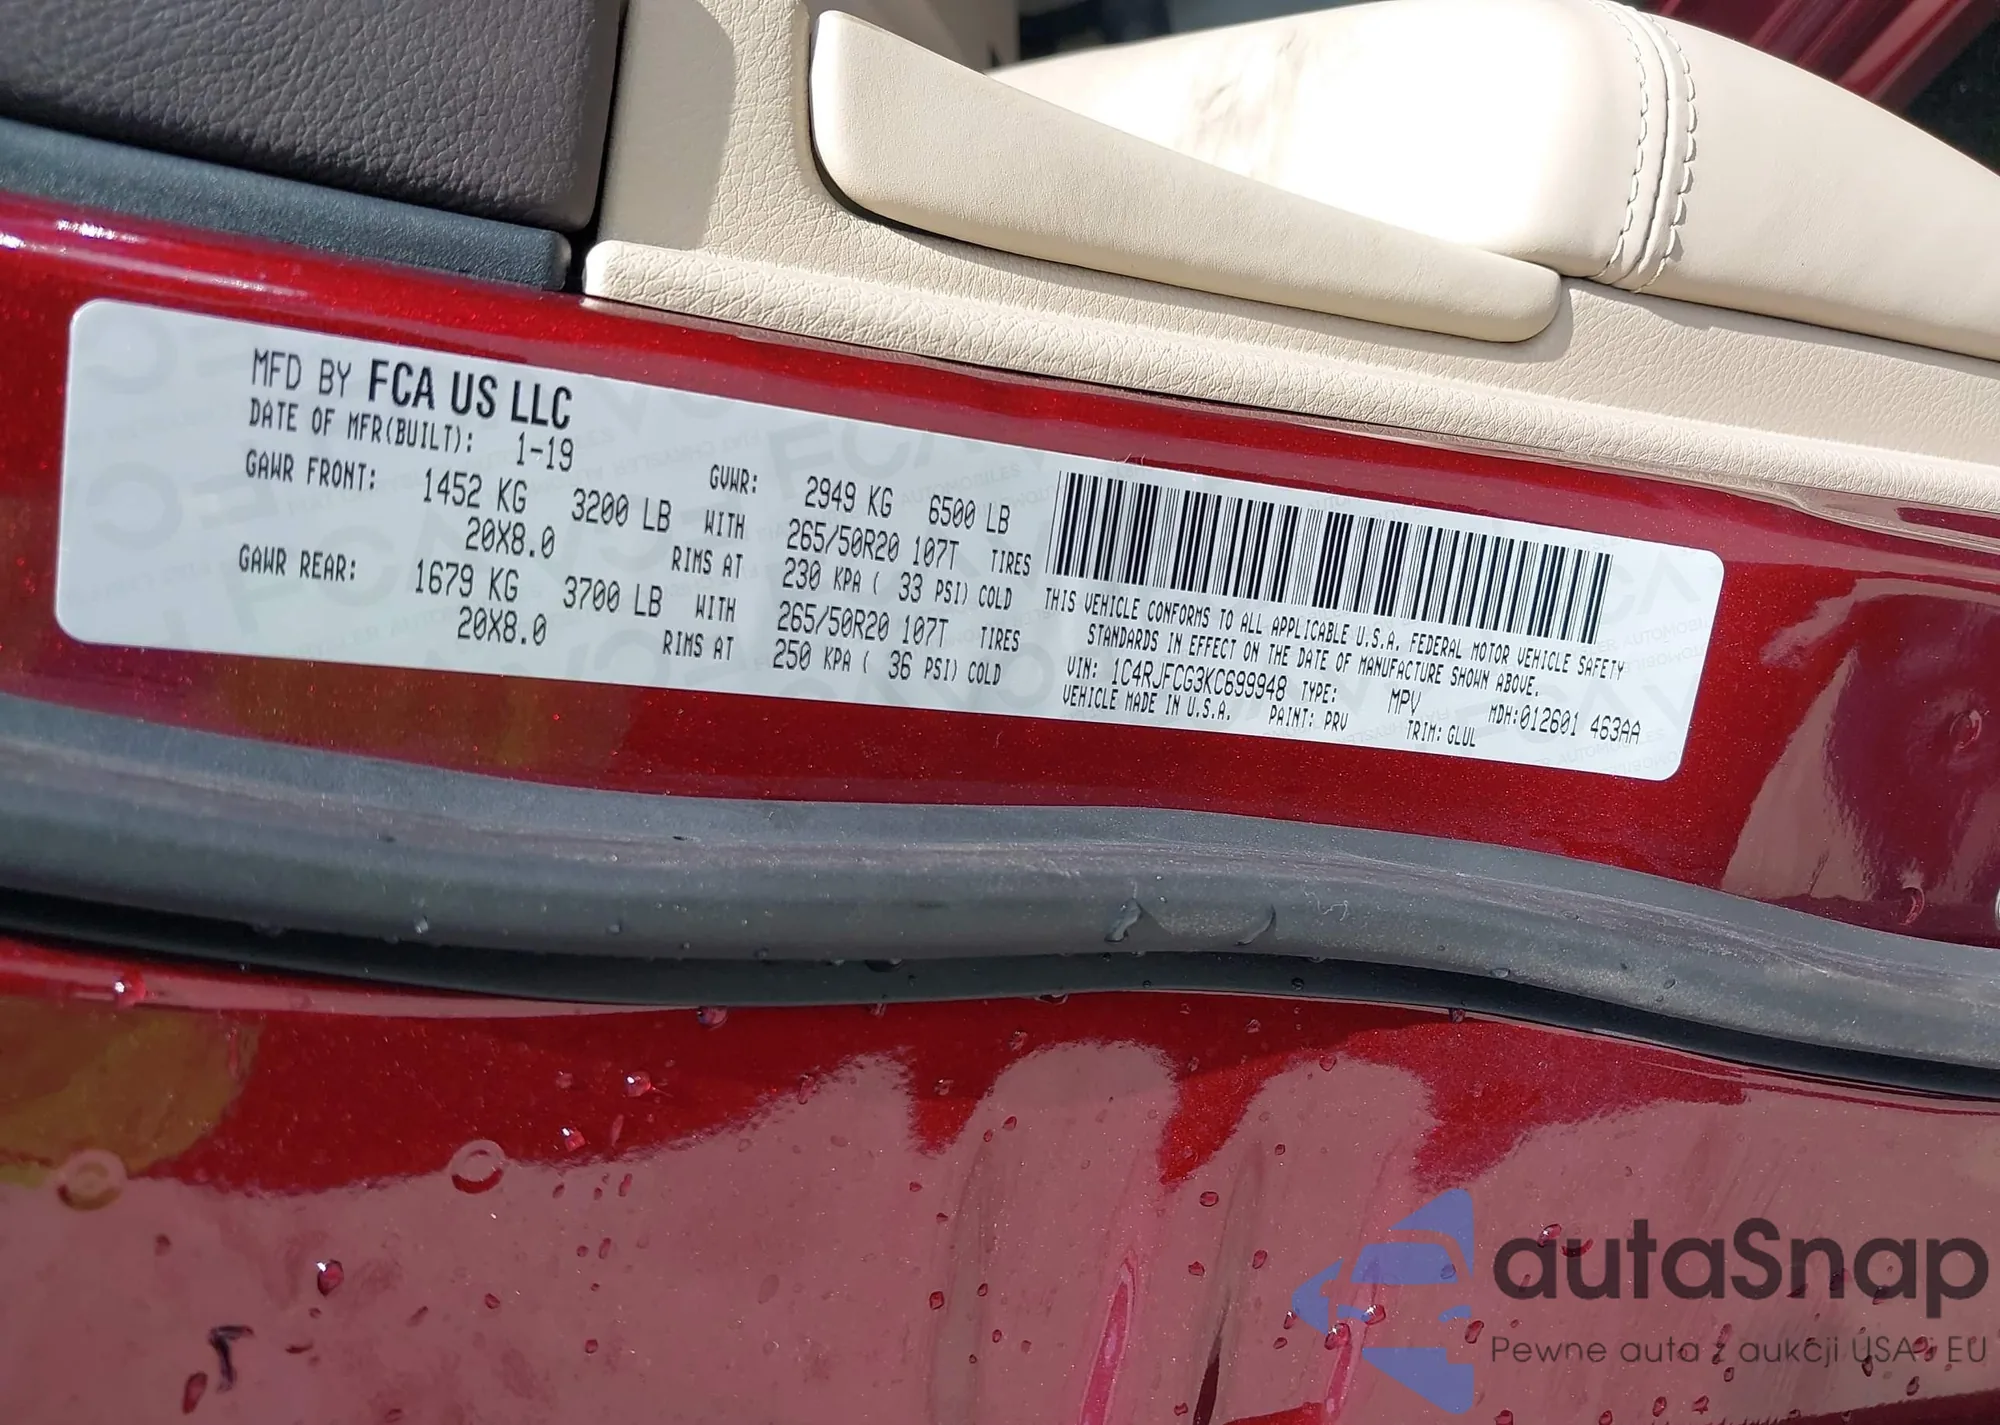 MFD BY FCA US LLC
DATE OF MFR(BUILT): 1-19 GVWR: 2949 KG 6500 LB
GAWR FRONT: 1452 KG 3200 LB WITH 265/50R20 107T TIRES
20X8.0 RIMS AT 230 KPA ( 33 PSI) COLD
GAWR REAR: 1679 KG 3700 LB WITH 265/50R20 107T TIRES
20X8.0 RIMS AT 250 KPA ( 36 PSI) COLD
THIS VEHICLE CONFORMS TO ALL APPLICABLE U.S.A. FEDERAL MOTOR VEHICLE SAFETY
STANDARDS IN EFFECT ON THE DATE OF MANUFACTURE SHOWN ABOVE.
VIN: 1C4RJFCG3KC699948 TYPE: MPV MDH:012601 463AA
VEHICLE MADE IN U.S.A. PAINT: PRV TRIM: GLUL
autaSnap
Pewne auta z aukcji USA i EU